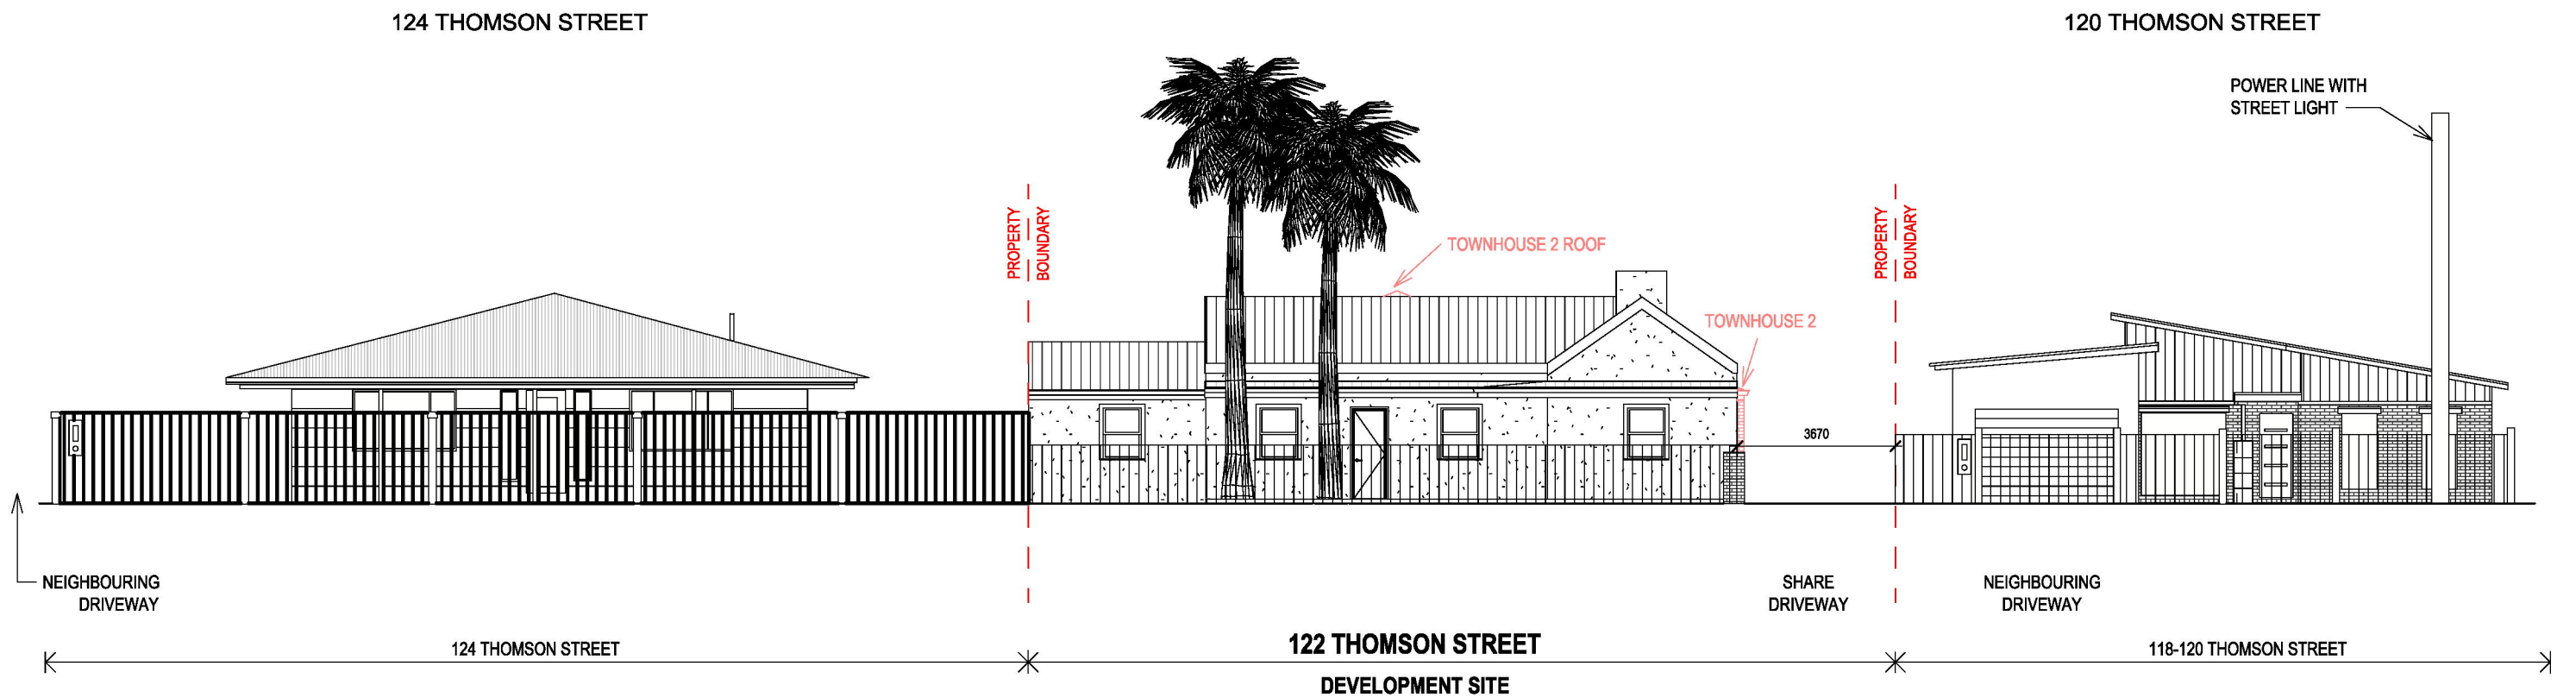 124 THOMSON STREET
120 THOMSON STREET
POWER LINE WITH
STREET LIGHT
PROPERTY
BOUNDARY
TOWNHOUSE 2 ROOF
PROPERTY
BOUNDARY
TOWNHOUSE 2
3670
NEIGHBOURING
DRIVEWAY
SHARE
DRIVEWAY
NEIGHBOURING
DRIVEWAY
124 THOMSON STREET
122 THOMSON STREET
118-120 THOMSON STREET
DEVELOPMENT SITE